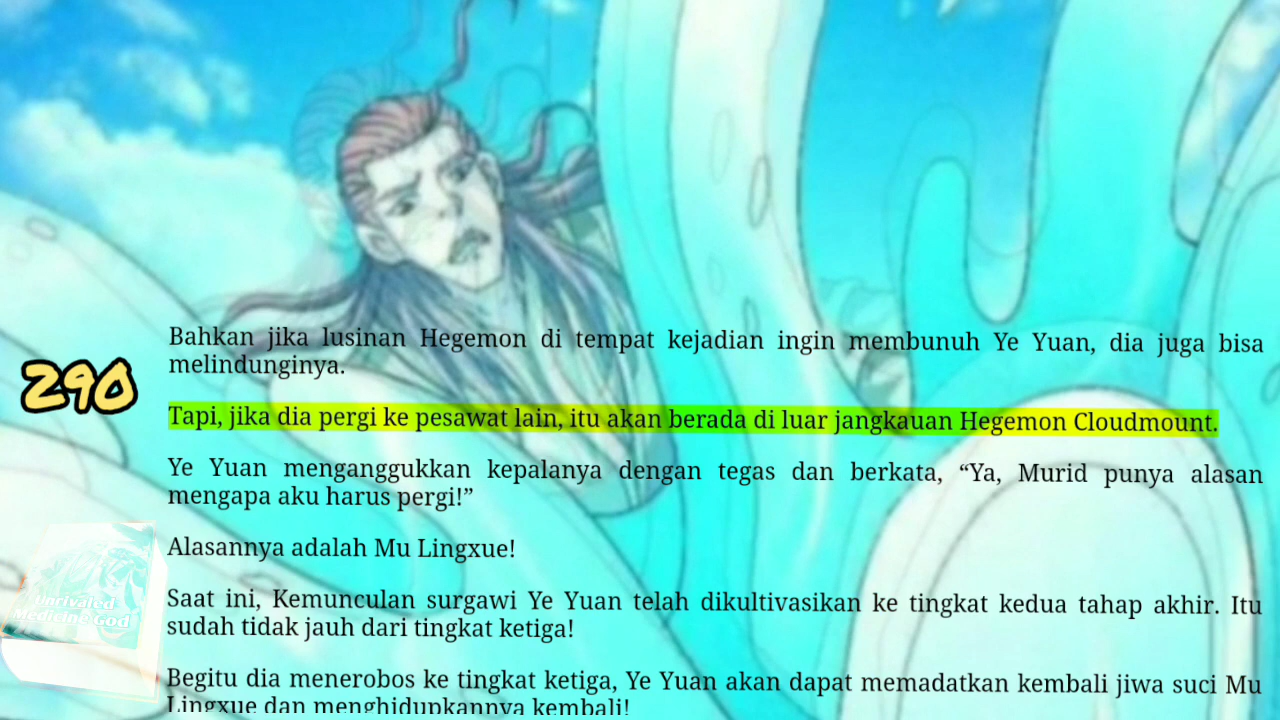 Bahkan jika lusinan Hegemon di tempat kejadian ingin membunuh Ye Yuan, dia juga bisa
melindunginya.
290
Tapi, jika dia pergi ke pesawat lain, itu akan berada di luar jangkauan Hegemon Cloudmount.
Ye Yuan menganggukkan kepalanya dengan tegas dan berkata, “Ya, Murid punya alasan
mengapa aku harus pergi!”
Alasannya adalah Mu Lingxue!
Saat ini, Kemunculan surgawi Ye Yuan telah dikultivasikan ke tingkat kedua tahap akhir. Itu
sudah tidak jauh dari tingkat ketiga!
Unrivaled
Medicine God
Begitu dia menerobos ke tingkat ketiga, Ye Yuan akan dapat memadatkan kembali jiwa suci Mu
Lingxue dan menghidupkannya kembali!